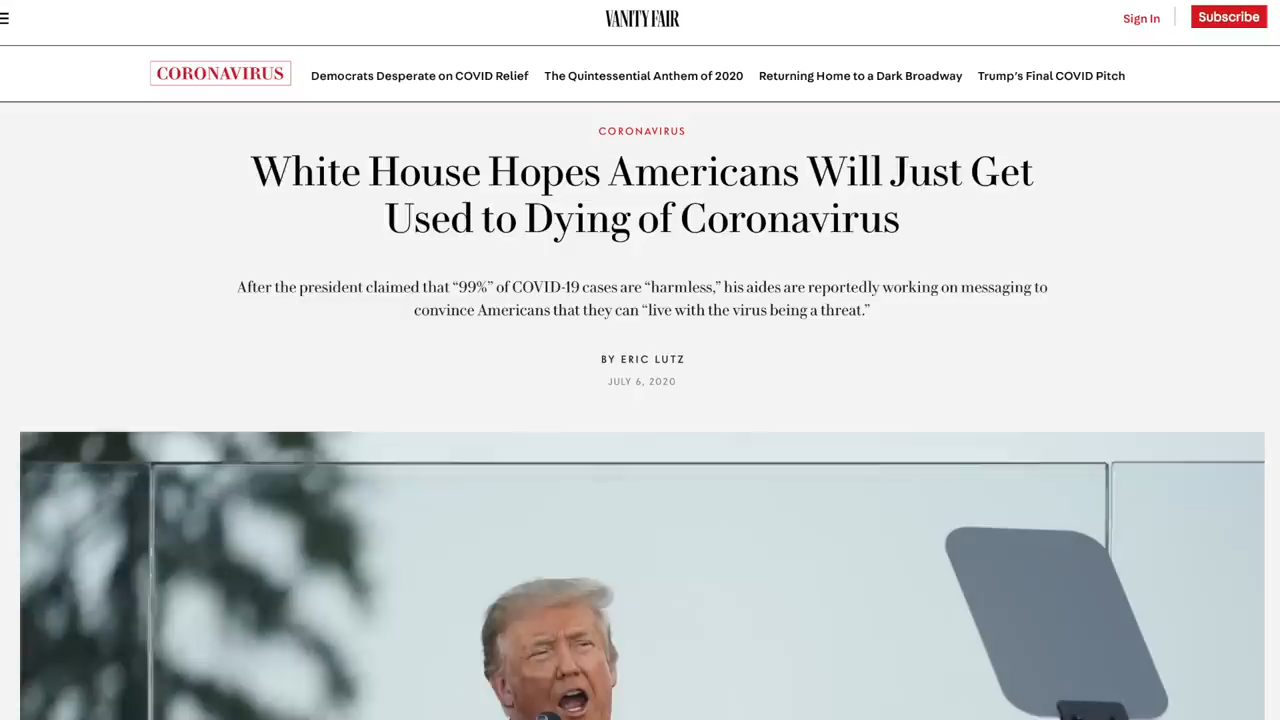 VANITY FAIR
Sign In
Subscribe
CORONAVIRUS
Democrats Desperate on COVID Relief
The Quintessential Anthem of 2020
Returning Home to a Dark Broadway
Trump's Final COVID Pitch
CORONAVIRUS
White House Hopes Americans Will Just Get
Used to Dying of Coronavirus
After the president claimed that “99%” of COVID-19 cases are “harmless,” his aides are reportedly working on messaging to
convince Americans that they can “live with the virus being a threat.”
BY ERIC LUTZ
JULY 6, 2020